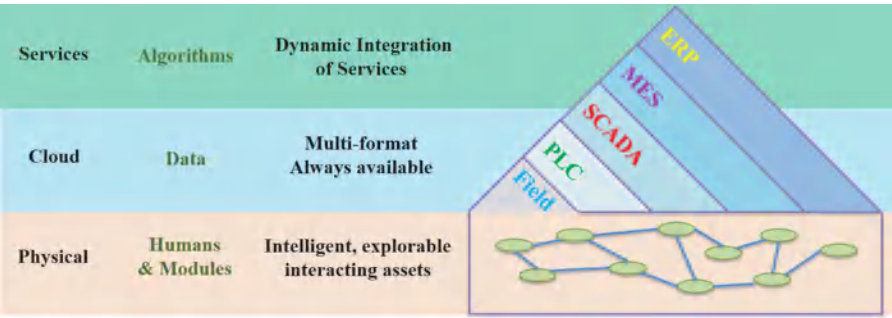 Services
Algorithms
Dynamic Integration
of Services
Cloud
Data
Multi-format
Always available
Physical
Humans
& Modules
Intelligent, explorable
interacting assets
ERP
MES
SCADA
PLC
Field